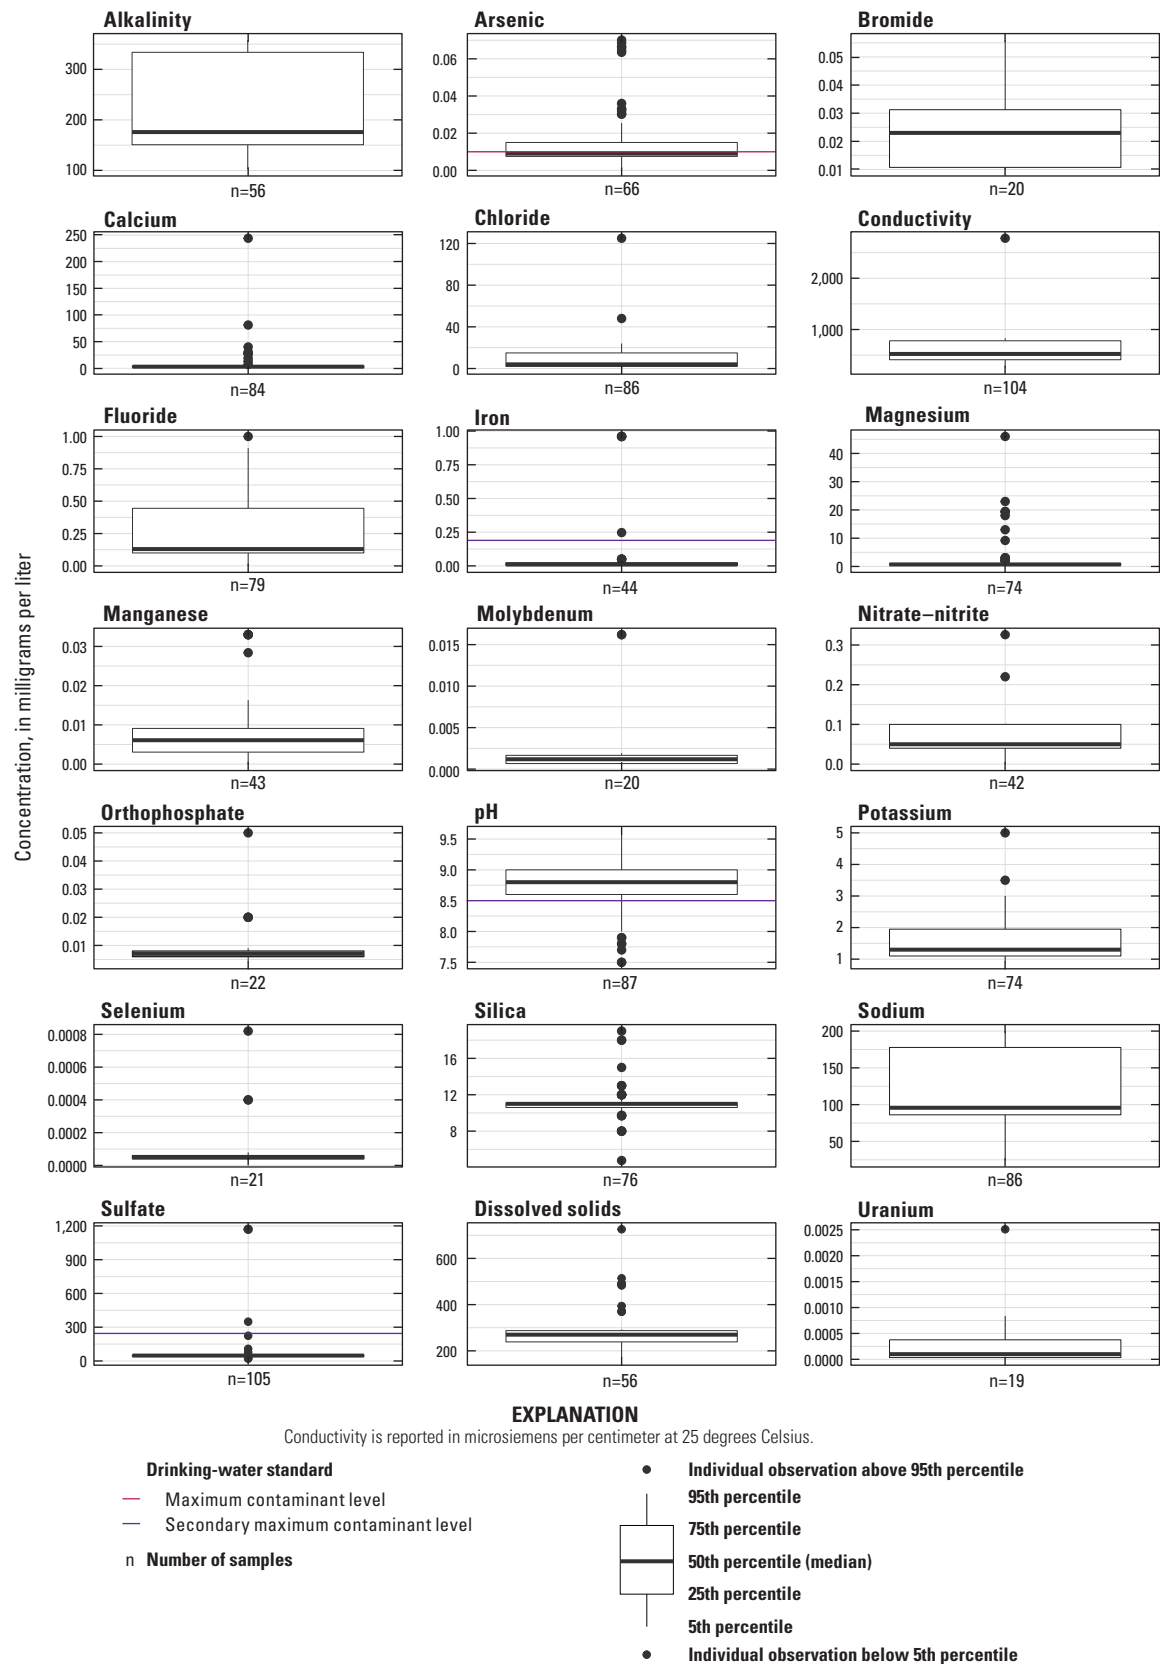 Concentration, in milligrams per liter
Alkalinity
300
200
100
n=56
Arsenic
0.06
0.04
0.02
0.00
n=66
Bromide
0.05
0.04
0.03
0.02
0.01
n=20
Calcium
250
200
150
100
50
0
n=84
Chloride
120
80
40
0
n=86
Conductivity
2,000
1,000
n=104
Fluoride
1.00
0.75
0.50
0.25
0.00
n=79
Iron
1.00
0.75
0.50
0.25
0.00
n=44
Magnesium
40
30
20
10
0
n=74
Manganese
0.03
0.02
0.01
0.00
n=43
Molybdenum
0.015
0.010
0.005
0.000
n=20
Nitrate–nitrite
0.3
0.2
0.1
0.0
n=42
Orthophosphate
0.05
0.04
0.03
0.02
0.01
n=22
pH
9.5
9.0
8.5
8.0
7.5
n=87
Potassium
5
4
3
2
1
n=74
Selenium
0.0008
0.0006
0.0004
0.0002
0.0000
n=21
Silica
16
12
8
n=76
Sodium
200
150
100
50
n=86
Sulfate
1,200
900
600
300
0
n=105
Dissolved solids
600
400
200
n=56
Uranium
0.0025
0.0020
0.0015
0.0010
0.0005
0.0000
n=19
EXPLANATION
Conductivity is reported in microsiemens per centimeter at 25 degrees Celsius.
Drinking-water standard
Maximum contaminant level
Secondary maximum contaminant level
n Number of samples
Individual observation above 95th percentile
95th percentile
75th percentile
50th percentile (median)
25th percentile
5th percentile
Individual observation below 5th percentile